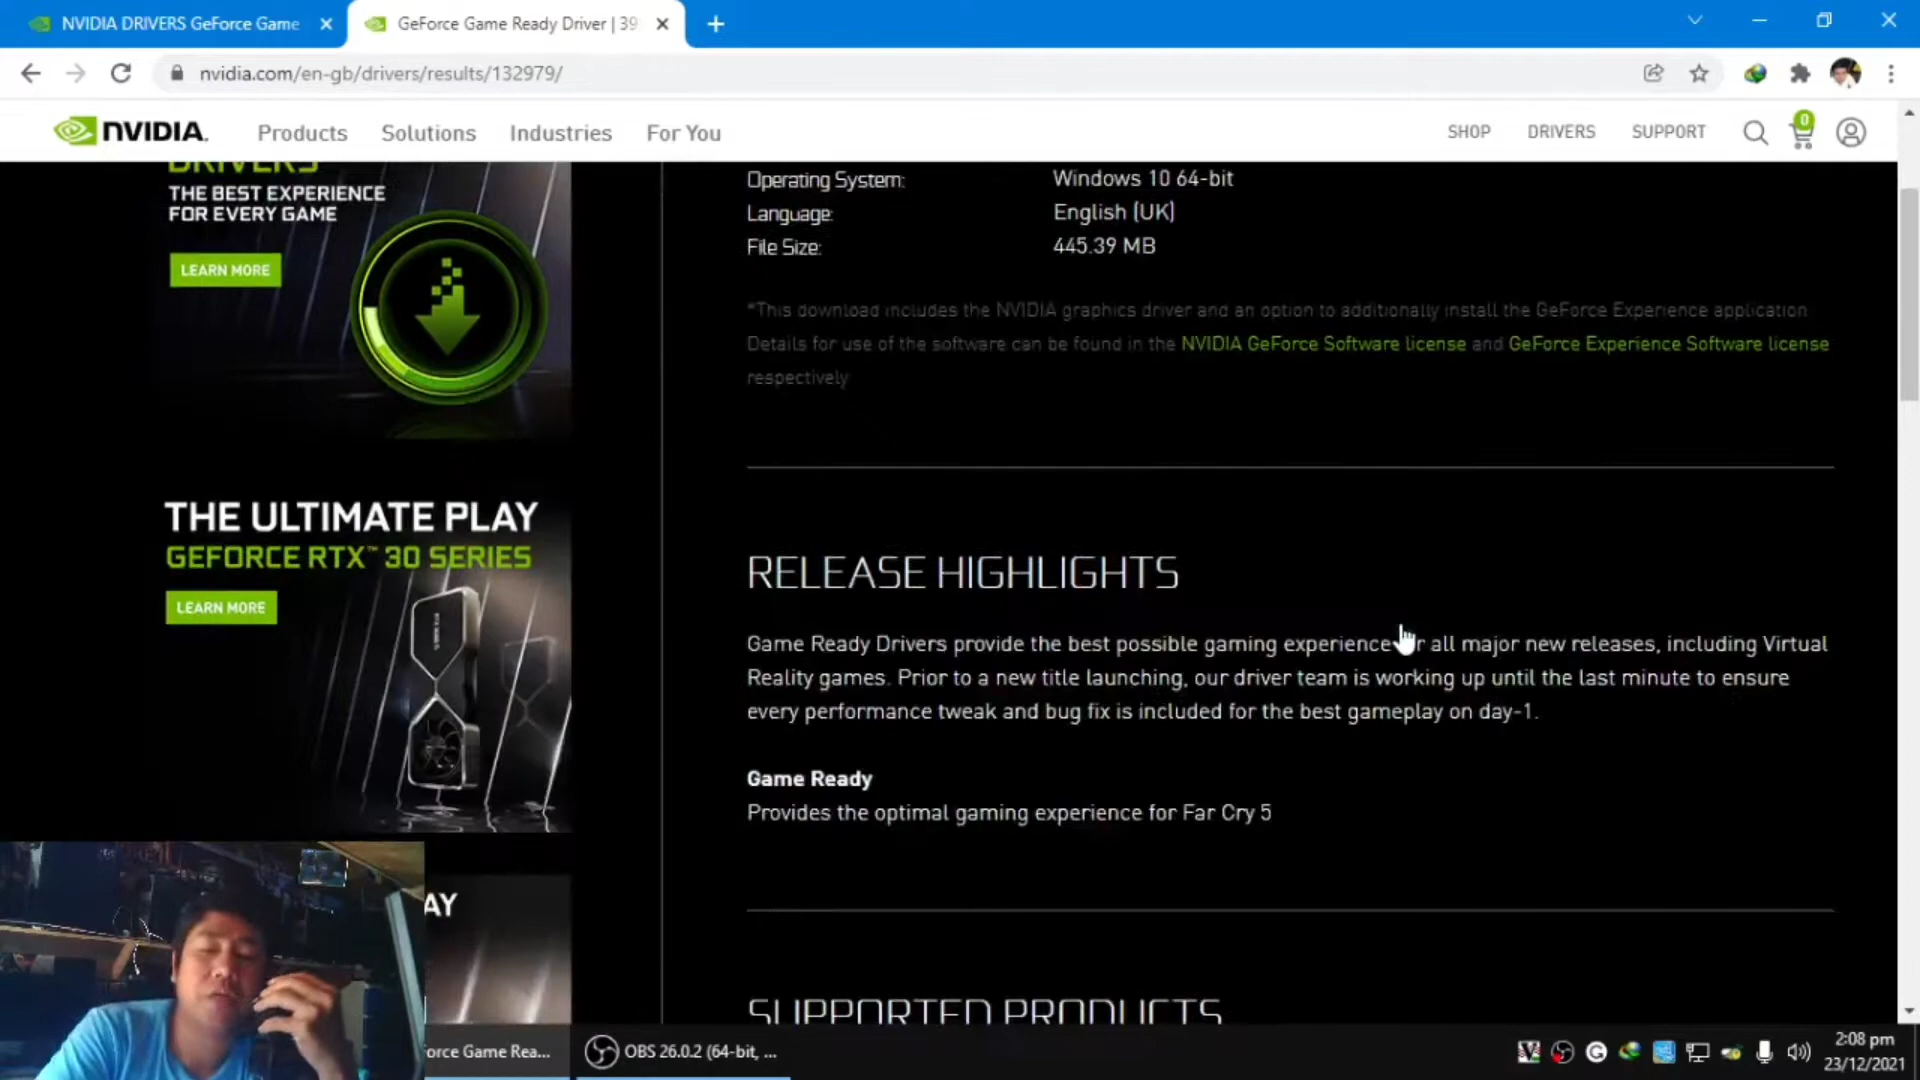 NVIDIA DRIVERS GeForce Game
GeForce Game Ready Driver | 39
nvidia.com/en-gb/drivers/results/132979/
NVIDIA. Products Solutions Industries For You SHOP DRIVERS SUPPORT 0
DRIVERS
THE BEST EXPERIENCE
FOR EVERY GAME
LEARN MORE
THE ULTIMATE PLAY
GEFORCE RTX™ 30 SERIES
LEARN MORE
AY
Operating System: Windows 10 64-bit
Language: English (UK)
File Size: 445.39 MB
*This download includes the NVIDIA graphics driver and an option to additionally install the GeForce Experience application
Details for use of the software can be found in the NVIDIA GeForce Software license and GeForce Experience Software license
respectively
RELEASE HIGHLIGHTS
Game Ready Drivers provide the best possible gaming experience r all major new releases, including Virtual
Reality games. Prior to a new title launching, our driver team is working up until the last minute to ensure
every performance tweak and bug fix is included for the best gameplay on day-1.
Game Ready
Provides the optimal gaming experience for Far Cry 5
SUPPORTED PRODUCTS
orce Game Rea...
OBS 26.0.2 (64-bit, ...
2:08 pm
23/12/2021